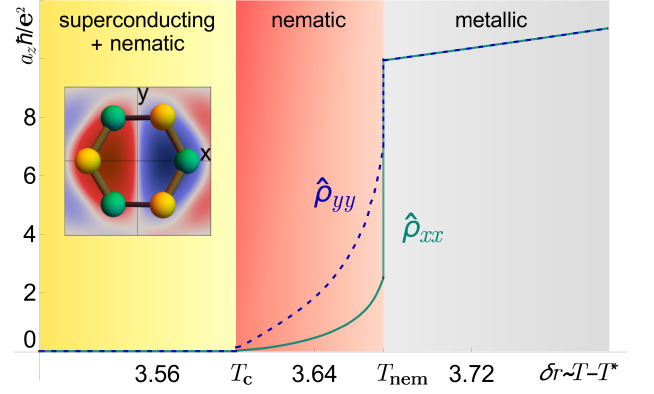 superconducting
+ nematic
nematic
metallic
a_z ℏ/e²
8
6
4
2
0
y
x
ρ̂_yy
ρ̂_xx
3.56
T_c
3.64
T_nem
3.72
δr~T−T*